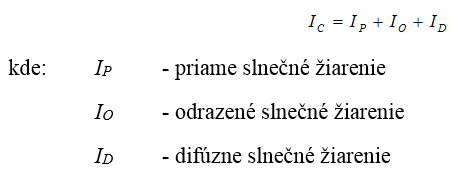 I_C = I_P + I_O + I_D
kde: I_P - priame slnečné žiarenie
I_O - odrazené slnečné žiarenie
I_D - difúzne slnečné žiarenie